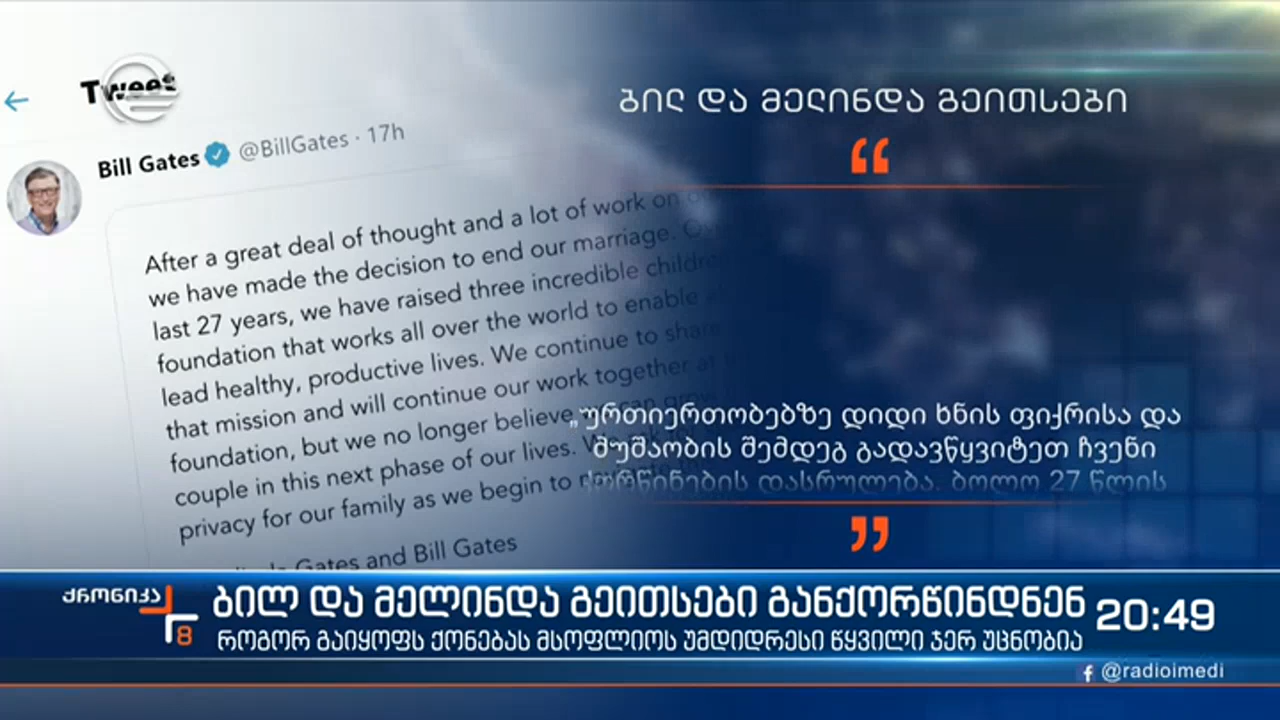 Tweet
Bill Gates @BillGates · 17h
After a great deal of thought and a lot of work on
we have made the decision to end our marriage.
last 27 years, we have raised three incredible
foundation that works all over the world to enable
lead healthy, productive lives. We continue to
that mission and will continue our work together
foundation, but we no longer believe
couple in this next phase of our lives.
privacy for our family as we begin to
Gates and Bill Gates
ბილ და მელინდა გეითსები
“
„ურთიერთობებზე დიდი ხნის ფიქრისა და
მუშაობის შემდეგ გადავწყვიტეთ ჩვენი
ქორწინების დასრულება. ბოლო 27 წლის
”
ქრონიკა
8
ბილ და მელინდა გეითსები განქორწინდნენ
20:49
როგორ გაიყოფს ქონებას მსოფლიოს უმდიდრესი წყვილი ჯერ უცნობია
@radioimedi